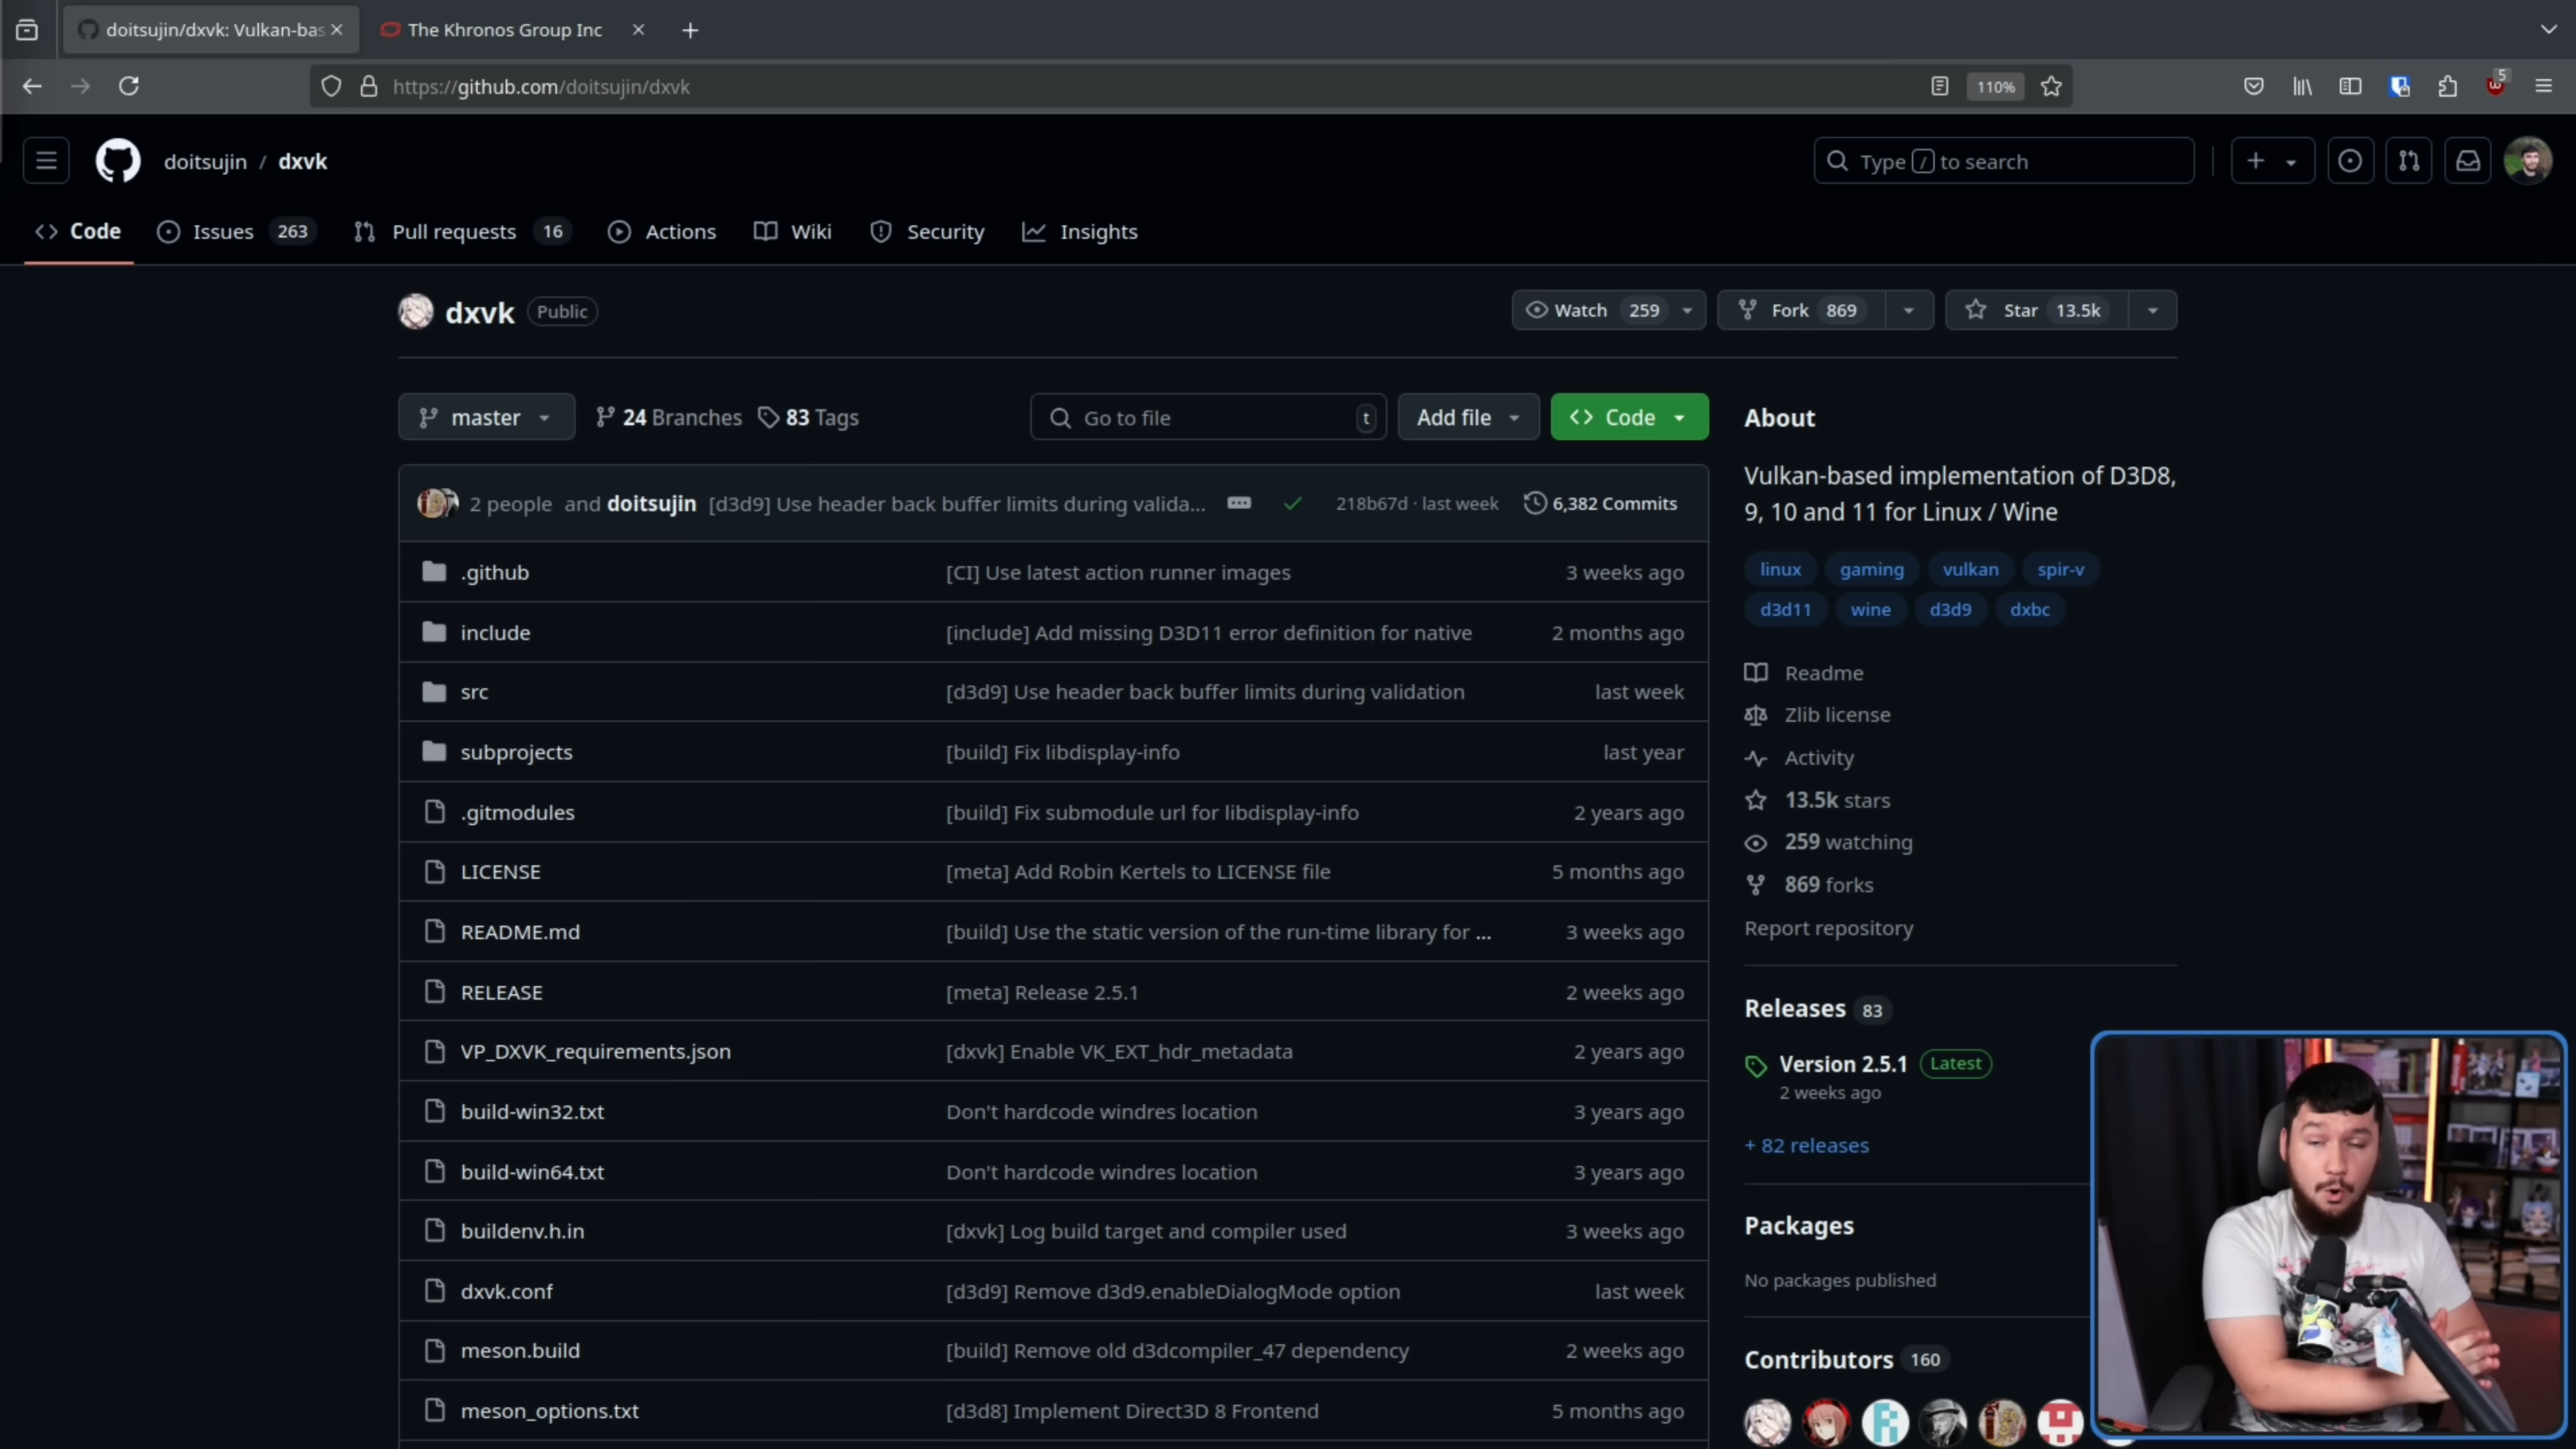 doitsujin/dxvk: Vulkan-bas
The Khronos Group Inc
https://github.com/doitsujin/dxvk
110%
5
doitsujin / dxvk
Type / to search
Code
Issues 263
Pull requests 16
Actions
Wiki
Security
Insights
dxvk Public
Watch 259
Fork 869
Star 13.5k
master
24 Branches
83 Tags
Go to file t
Add file
Code
2 people and doitsujin [d3d9] Use header back buffer limits during valida... 218b67d · last week 6,382 Commits
.github [CI] Use latest action runner images 3 weeks ago
include [include] Add missing D3D11 error definition for native 2 months ago
src [d3d9] Use header back buffer limits during validation last week
subprojects [build] Fix libdisplay-info last year
.gitmodules [build] Fix submodule url for libdisplay-info 2 years ago
LICENSE [meta] Add Robin Kertels to LICENSE file 5 months ago
README.md [build] Use the static version of the run-time library for ... 3 weeks ago
RELEASE [meta] Release 2.5.1 2 weeks ago
VP_DXVK_requirements.json [dxvk] Enable VK_EXT_hdr_metadata 2 years ago
build-win32.txt Don't hardcode windres location 3 years ago
build-win64.txt Don't hardcode windres location 3 years ago
buildenv.h.in [dxvk] Log build target and compiler used 3 weeks ago
dxvk.conf [d3d9] Remove d3d9.enableDialogMode option last week
meson.build [build] Remove old d3dcompiler_47 dependency 2 weeks ago
meson_options.txt [d3d8] Implement Direct3D 8 Frontend 5 months ago
About
Vulkan-based implementation of D3D8,
9, 10 and 11 for Linux / Wine
linux gaming vulkan spir-v
d3d11 wine d3d9 dxbc
Readme
Zlib license
Activity
13.5k stars
259 watching
869 forks
Report repository
Releases 83
Version 2.5.1 Latest
2 weeks ago
+ 82 releases
Packages
No packages published
Contributors 160